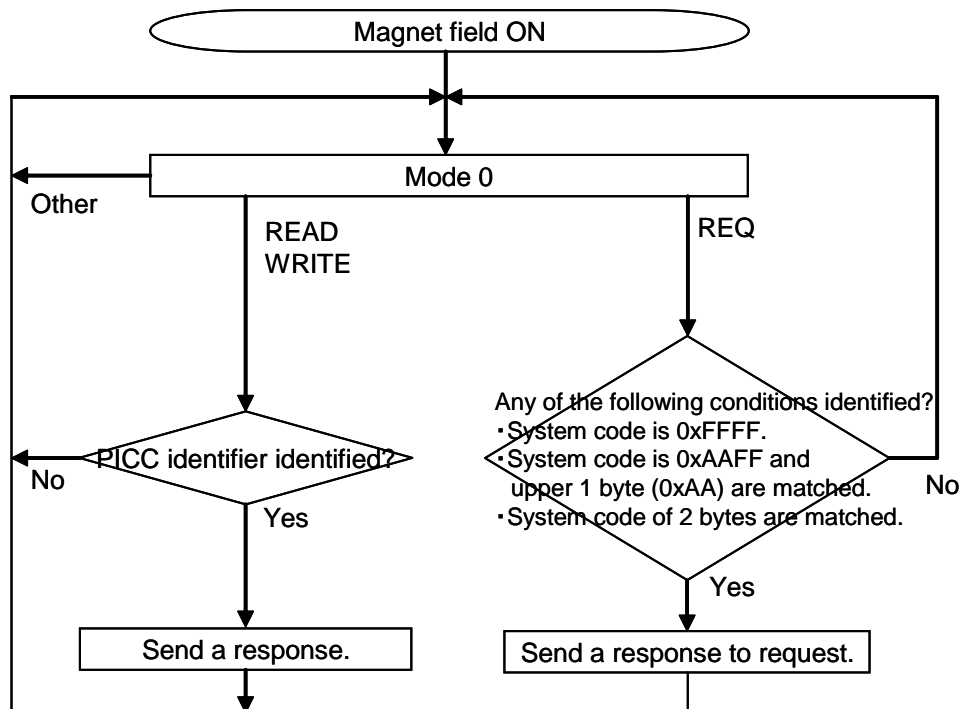 Magnet field ON
Mode 0
Other
READ
WRITE
REQ
Any of the following conditions identified?
・System code is 0xFFFF.
・System code is 0xAAFF and
upper 1 byte (0xAA) are matched.
・System code of 2 bytes are matched.
PICC identifier identified?
No
No
Yes
Yes
Send a response.
Send a response to request.